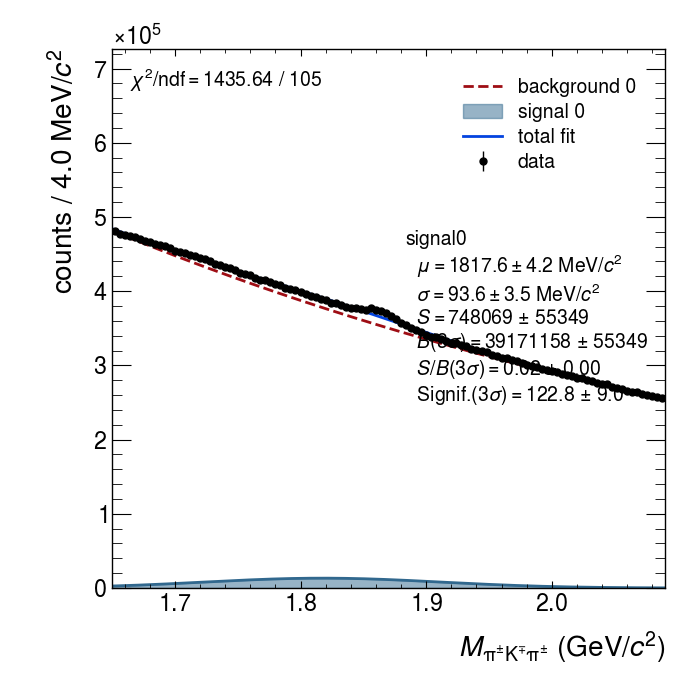 ×10⁵
counts / 4.0 MeV/c²
7
6
5
4
3
2
1
0
χ²/ndf = 1435.64 / 105
background 0
signal 0
total fit
data
signal0
μ = 1817.6 ± 4.2 MeV/c²
σ = 93.6 ± 3.5 MeV/c²
S = 748069 ± 55349
B(3σ) = 39171158 ± 55349
S/B(3σ) = 0.02 ± 0.00
Signif.(3σ) = 122.8 ± 9.0
1.7 1.8 1.9 2.0
M_π±K∓π± (GeV/c²)